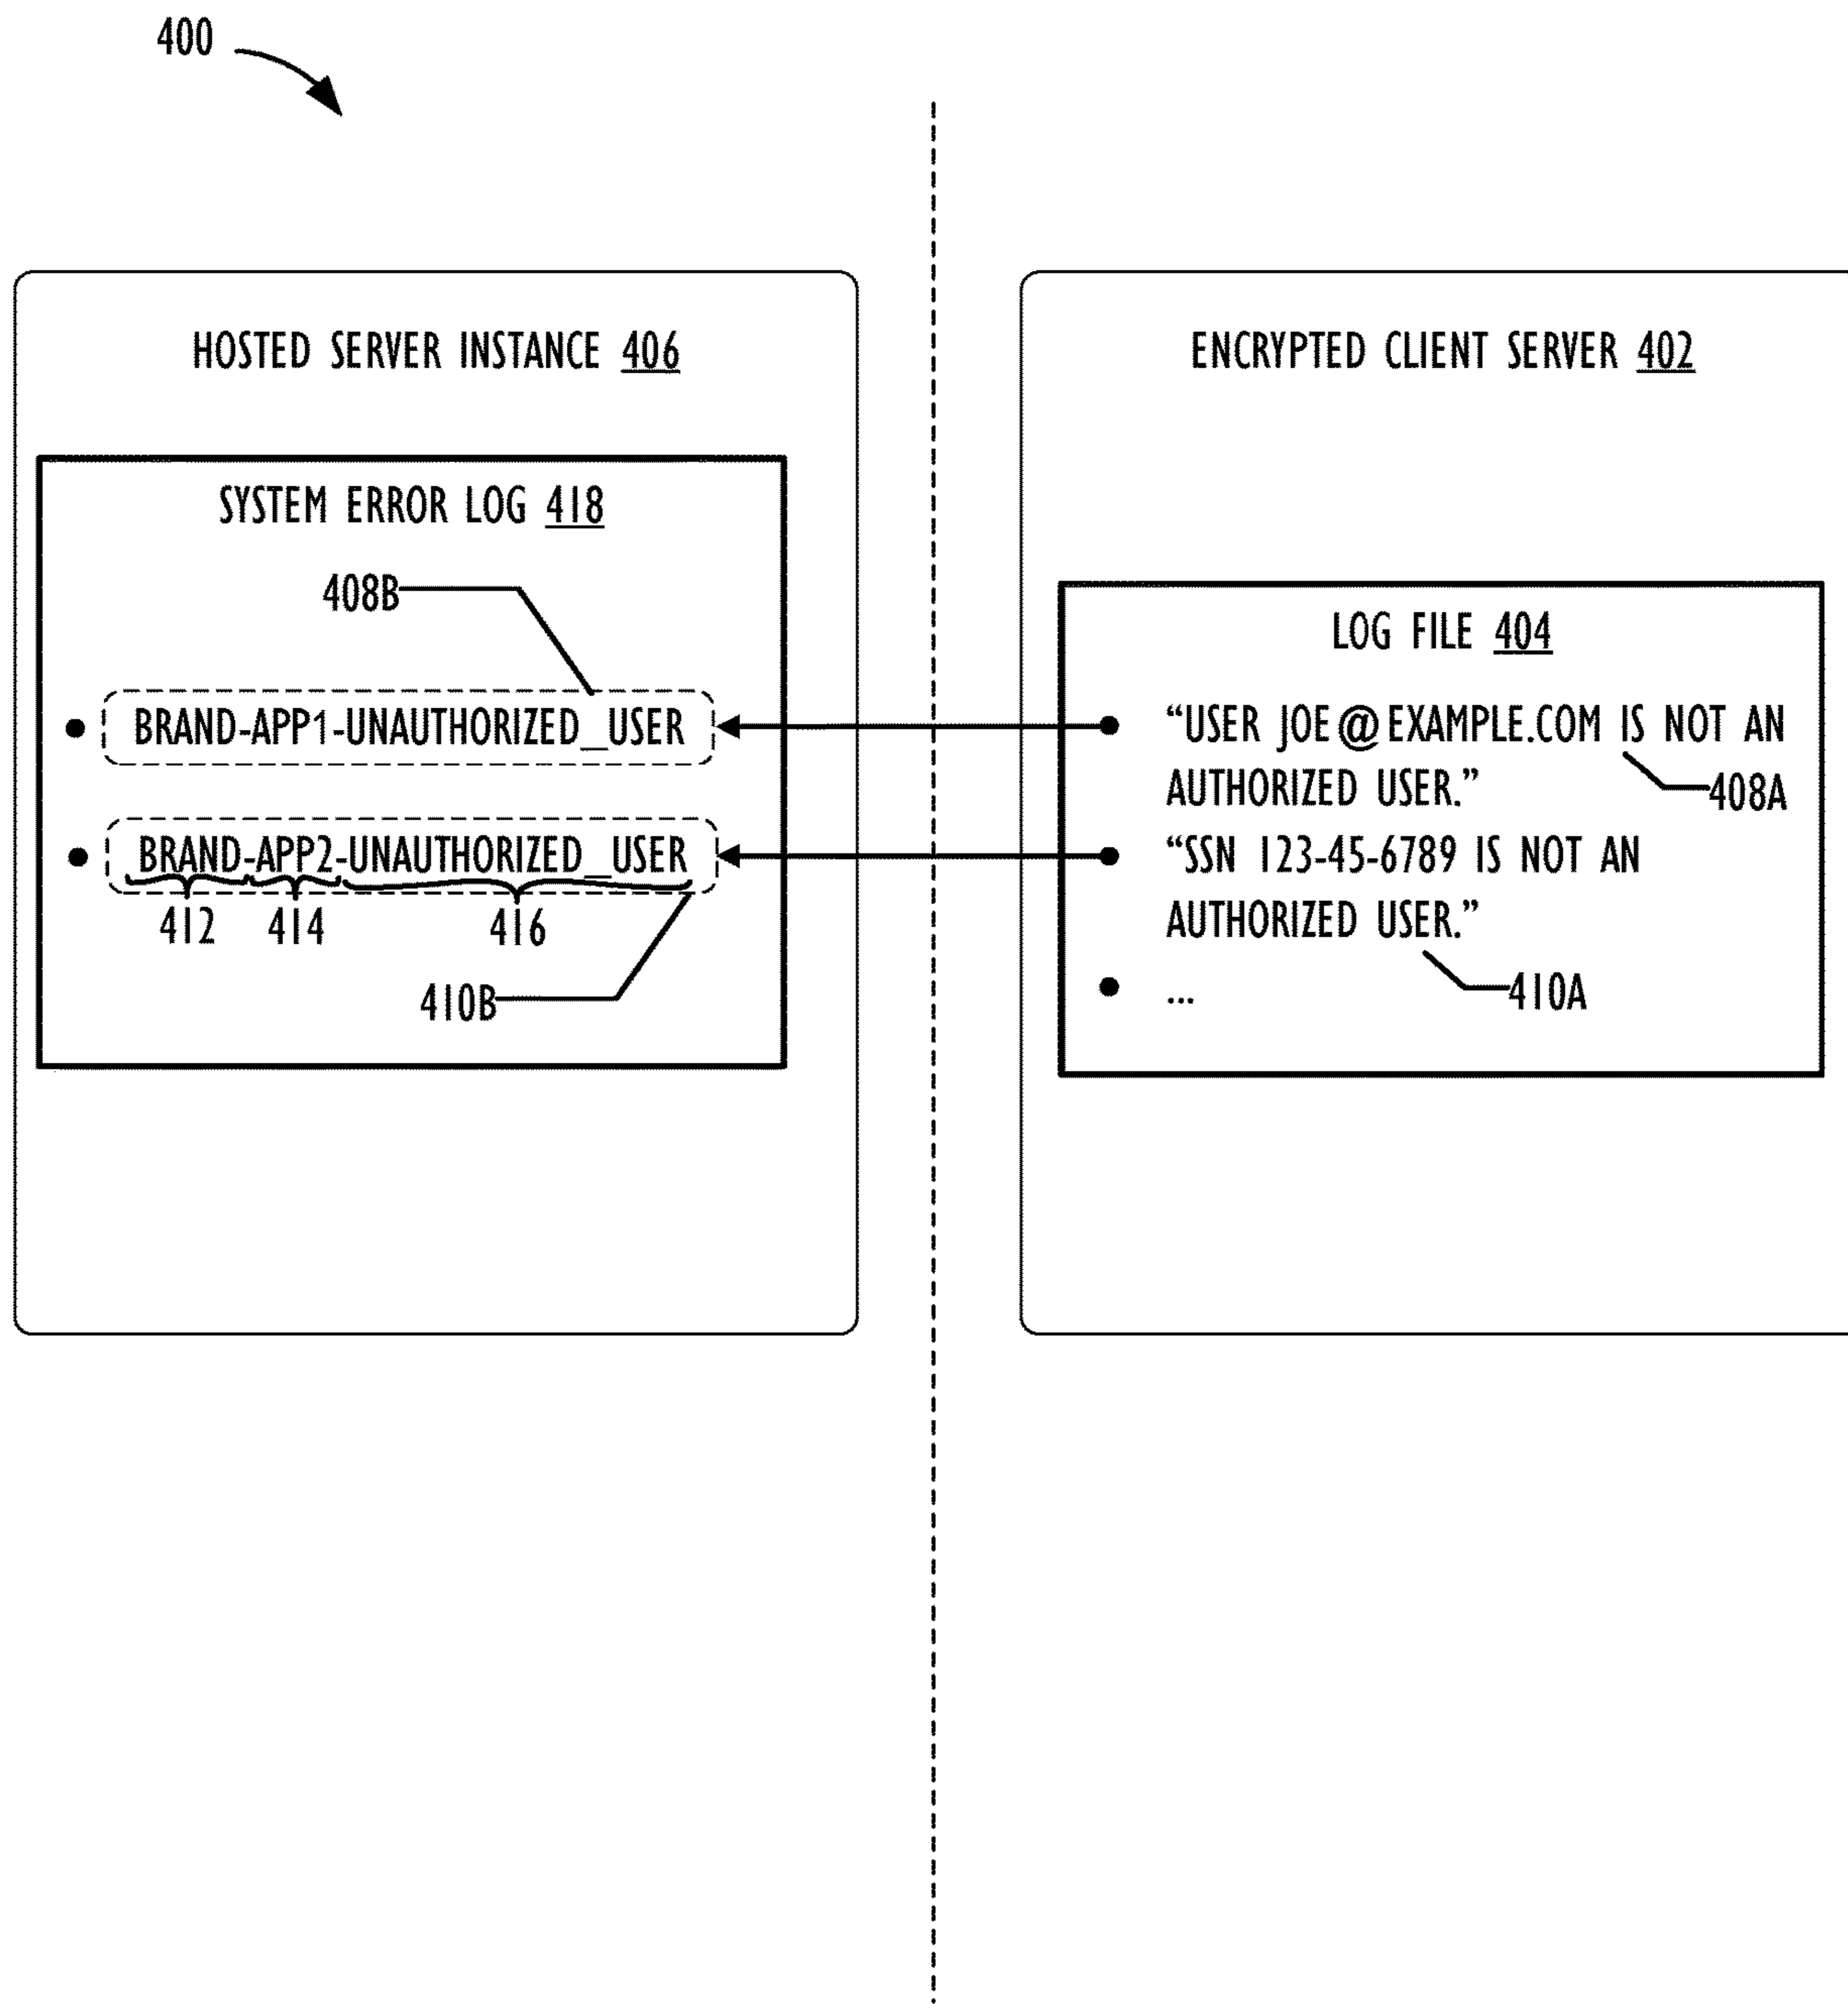 400
HOSTED SERVER INSTANCE 406
SYSTEM ERROR LOG 418
408B
BRAND-APP1-UNAUTHORIZED_USER
BRAND-APP2-UNAUTHORIZED_USER
412 414 416
410B
ENCRYPTED CLIENT SERVER 402
LOG FILE 404
“USER JOE@EXAMPLE.COM IS NOT AN
AUTHORIZED USER.”
408A
“SSN 123-45-6789 IS NOT AN
AUTHORIZED USER.”
410A
...